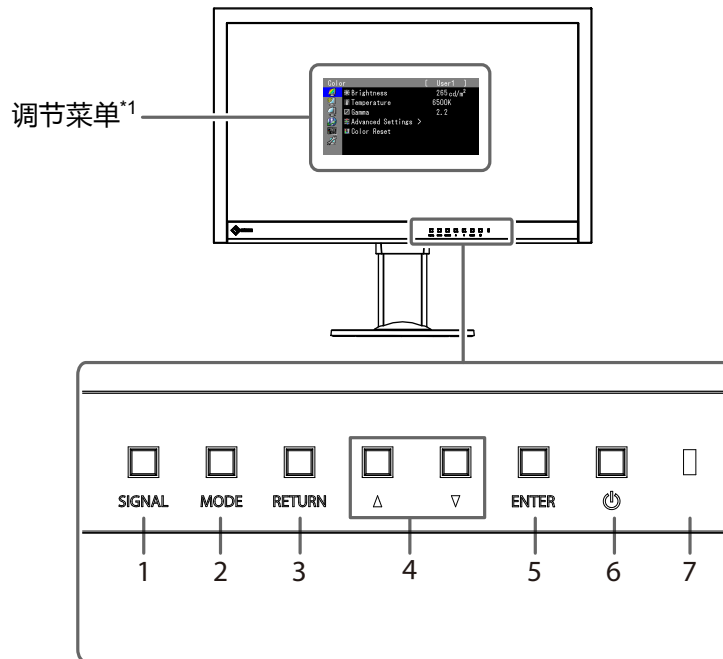 调节菜单*1
Color [ User1 ]
Brightness 265 cd/m²
Temperature 6500K
Gamma 2.2
Advanced Settings >
Color Reset
SIGNAL MODE RETURN △ ▽ ENTER
1 2 3 4 5 6 7